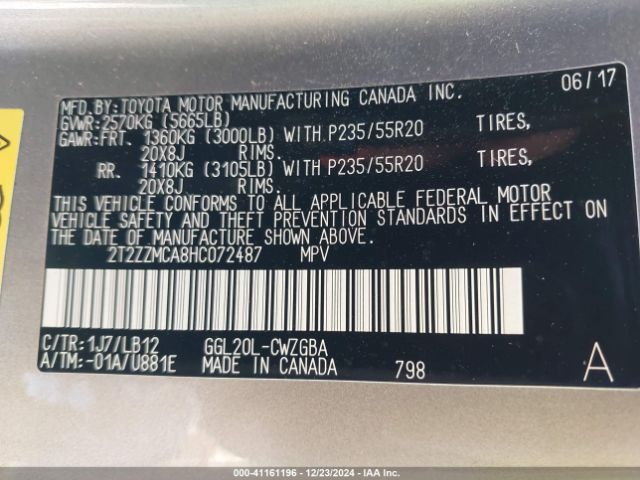 06/17
MFD.BY:TOYOTA MOTOR MANUFACTURING CANADA INC.
GVWR:2570KG (5665LB)
GAWR:FRT. 1360KG (3000LB) WITH P235/55R20 TIRES,
20X8J RIMS.
RR. 1410KG (3105LB) WITH P235/55R20 TIRES,
20X8J RIMS.
THIS VEHICLE CONFORMS TO ALL APPLICABLE FEDERAL MOTOR
VEHICLE SAFETY AND THEFT PREVENTION STANDARDS IN EFFECT ON
THE DATE OF MANUFACTURE SHOWN ABOVE.
2T2ZZMCA8HC072487 MPV
C/TR:1J7/LB12 GGL20L-CWZGBA
A/TM:-01A/U881E MADE IN CANADA 798 A
000-41161196 - 12/23/2024 - IAA Inc.